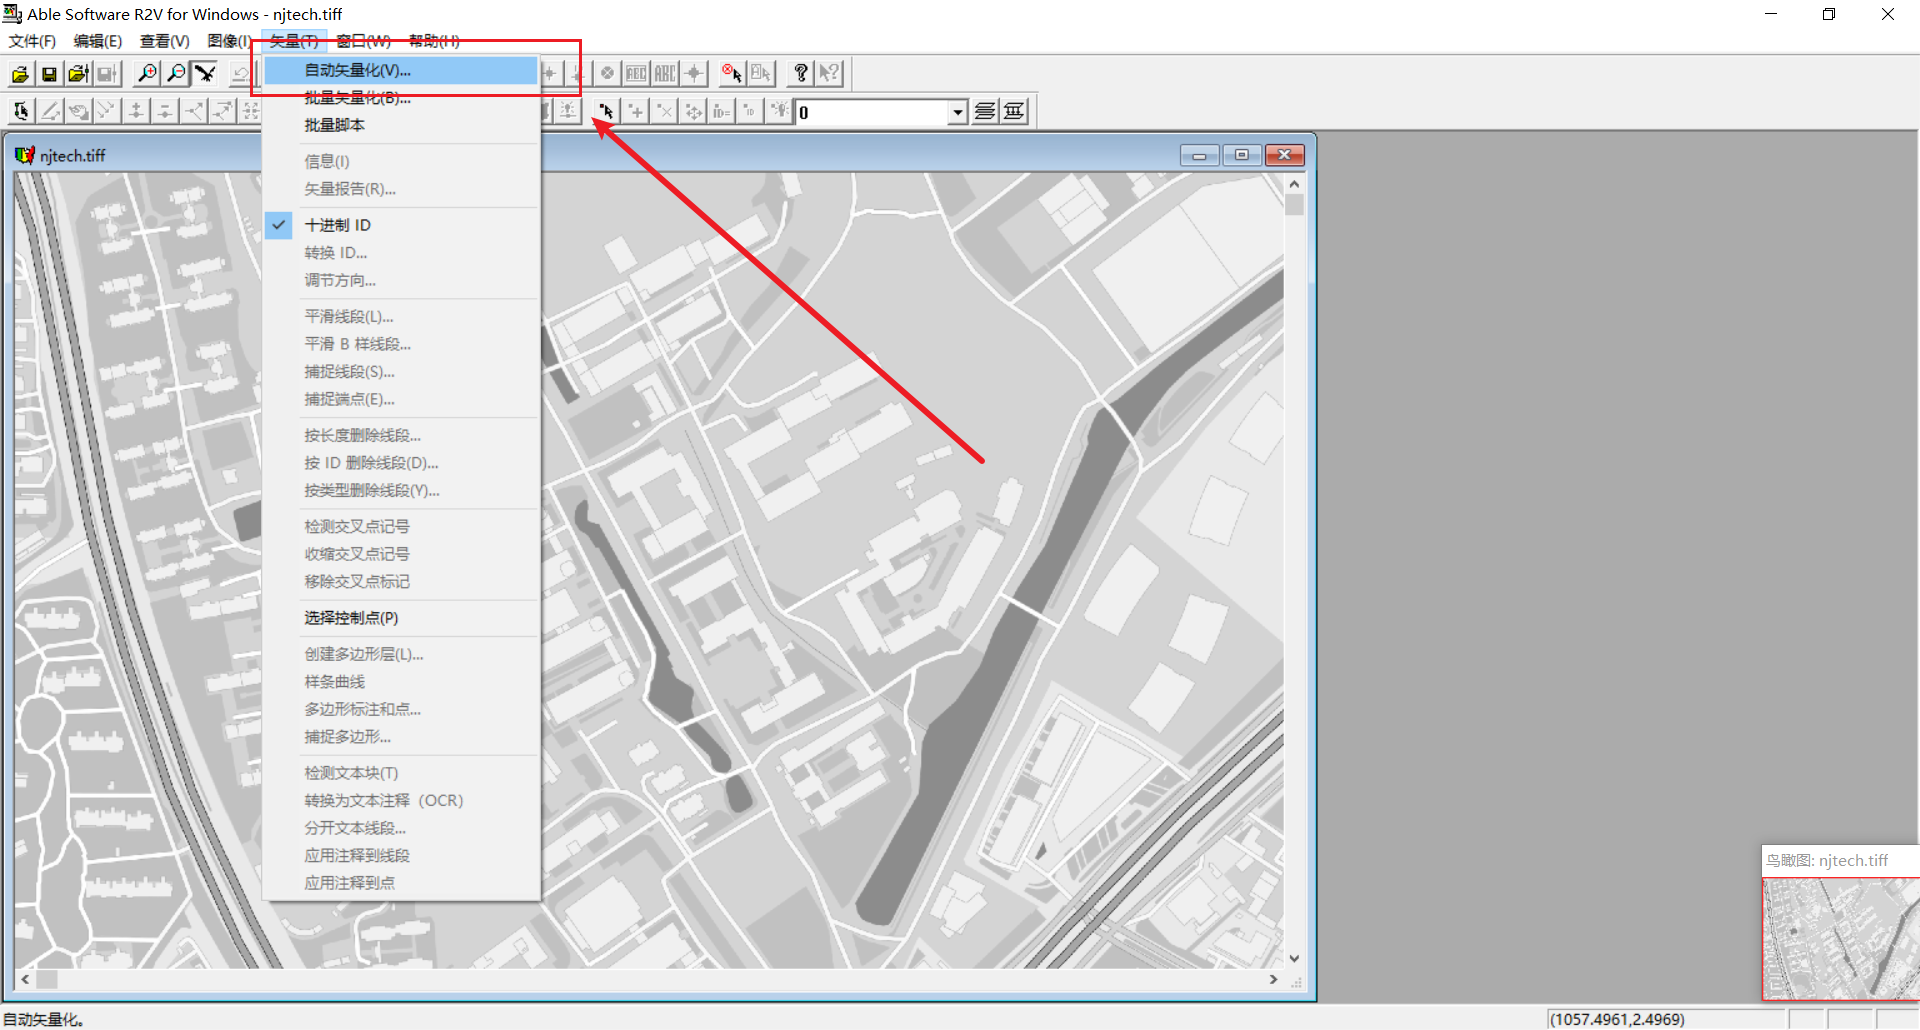 Able Software R2V for Windows - njtech.tiff
文件(F) 编辑(E) 查看(V) 图像(I) 矢量(T) 窗口(W) 帮助(H)
自动矢量化(V)...
ABC ABC A
批量矢量化(B)...
ID= ID 0
批量脚本
njtech.tiff
信息(I)
矢量报告(R)...
十进制 ID
转换 ID...
调节方向...
平滑线段(L)...
平滑 B 样线段...
捕捉线段(S)...
捕捉端点(E)...
按长度删除线段...
按 ID 删除线段(D)...
按类型删除线段(Y)...
检测交叉点记号
收缩交叉点记号
移除交叉点标记
选择控制点(P)
创建多边形层(L)...
样条曲线
多边形标注和点...
捕捉多边形...
检测文本块(T)
转换为文本注释（OCR）
分开文本线段...
应用注释到线段
应用注释到点
鸟瞰图: njtech.tiff
自动矢量化。
(1057.4961,2.4969)